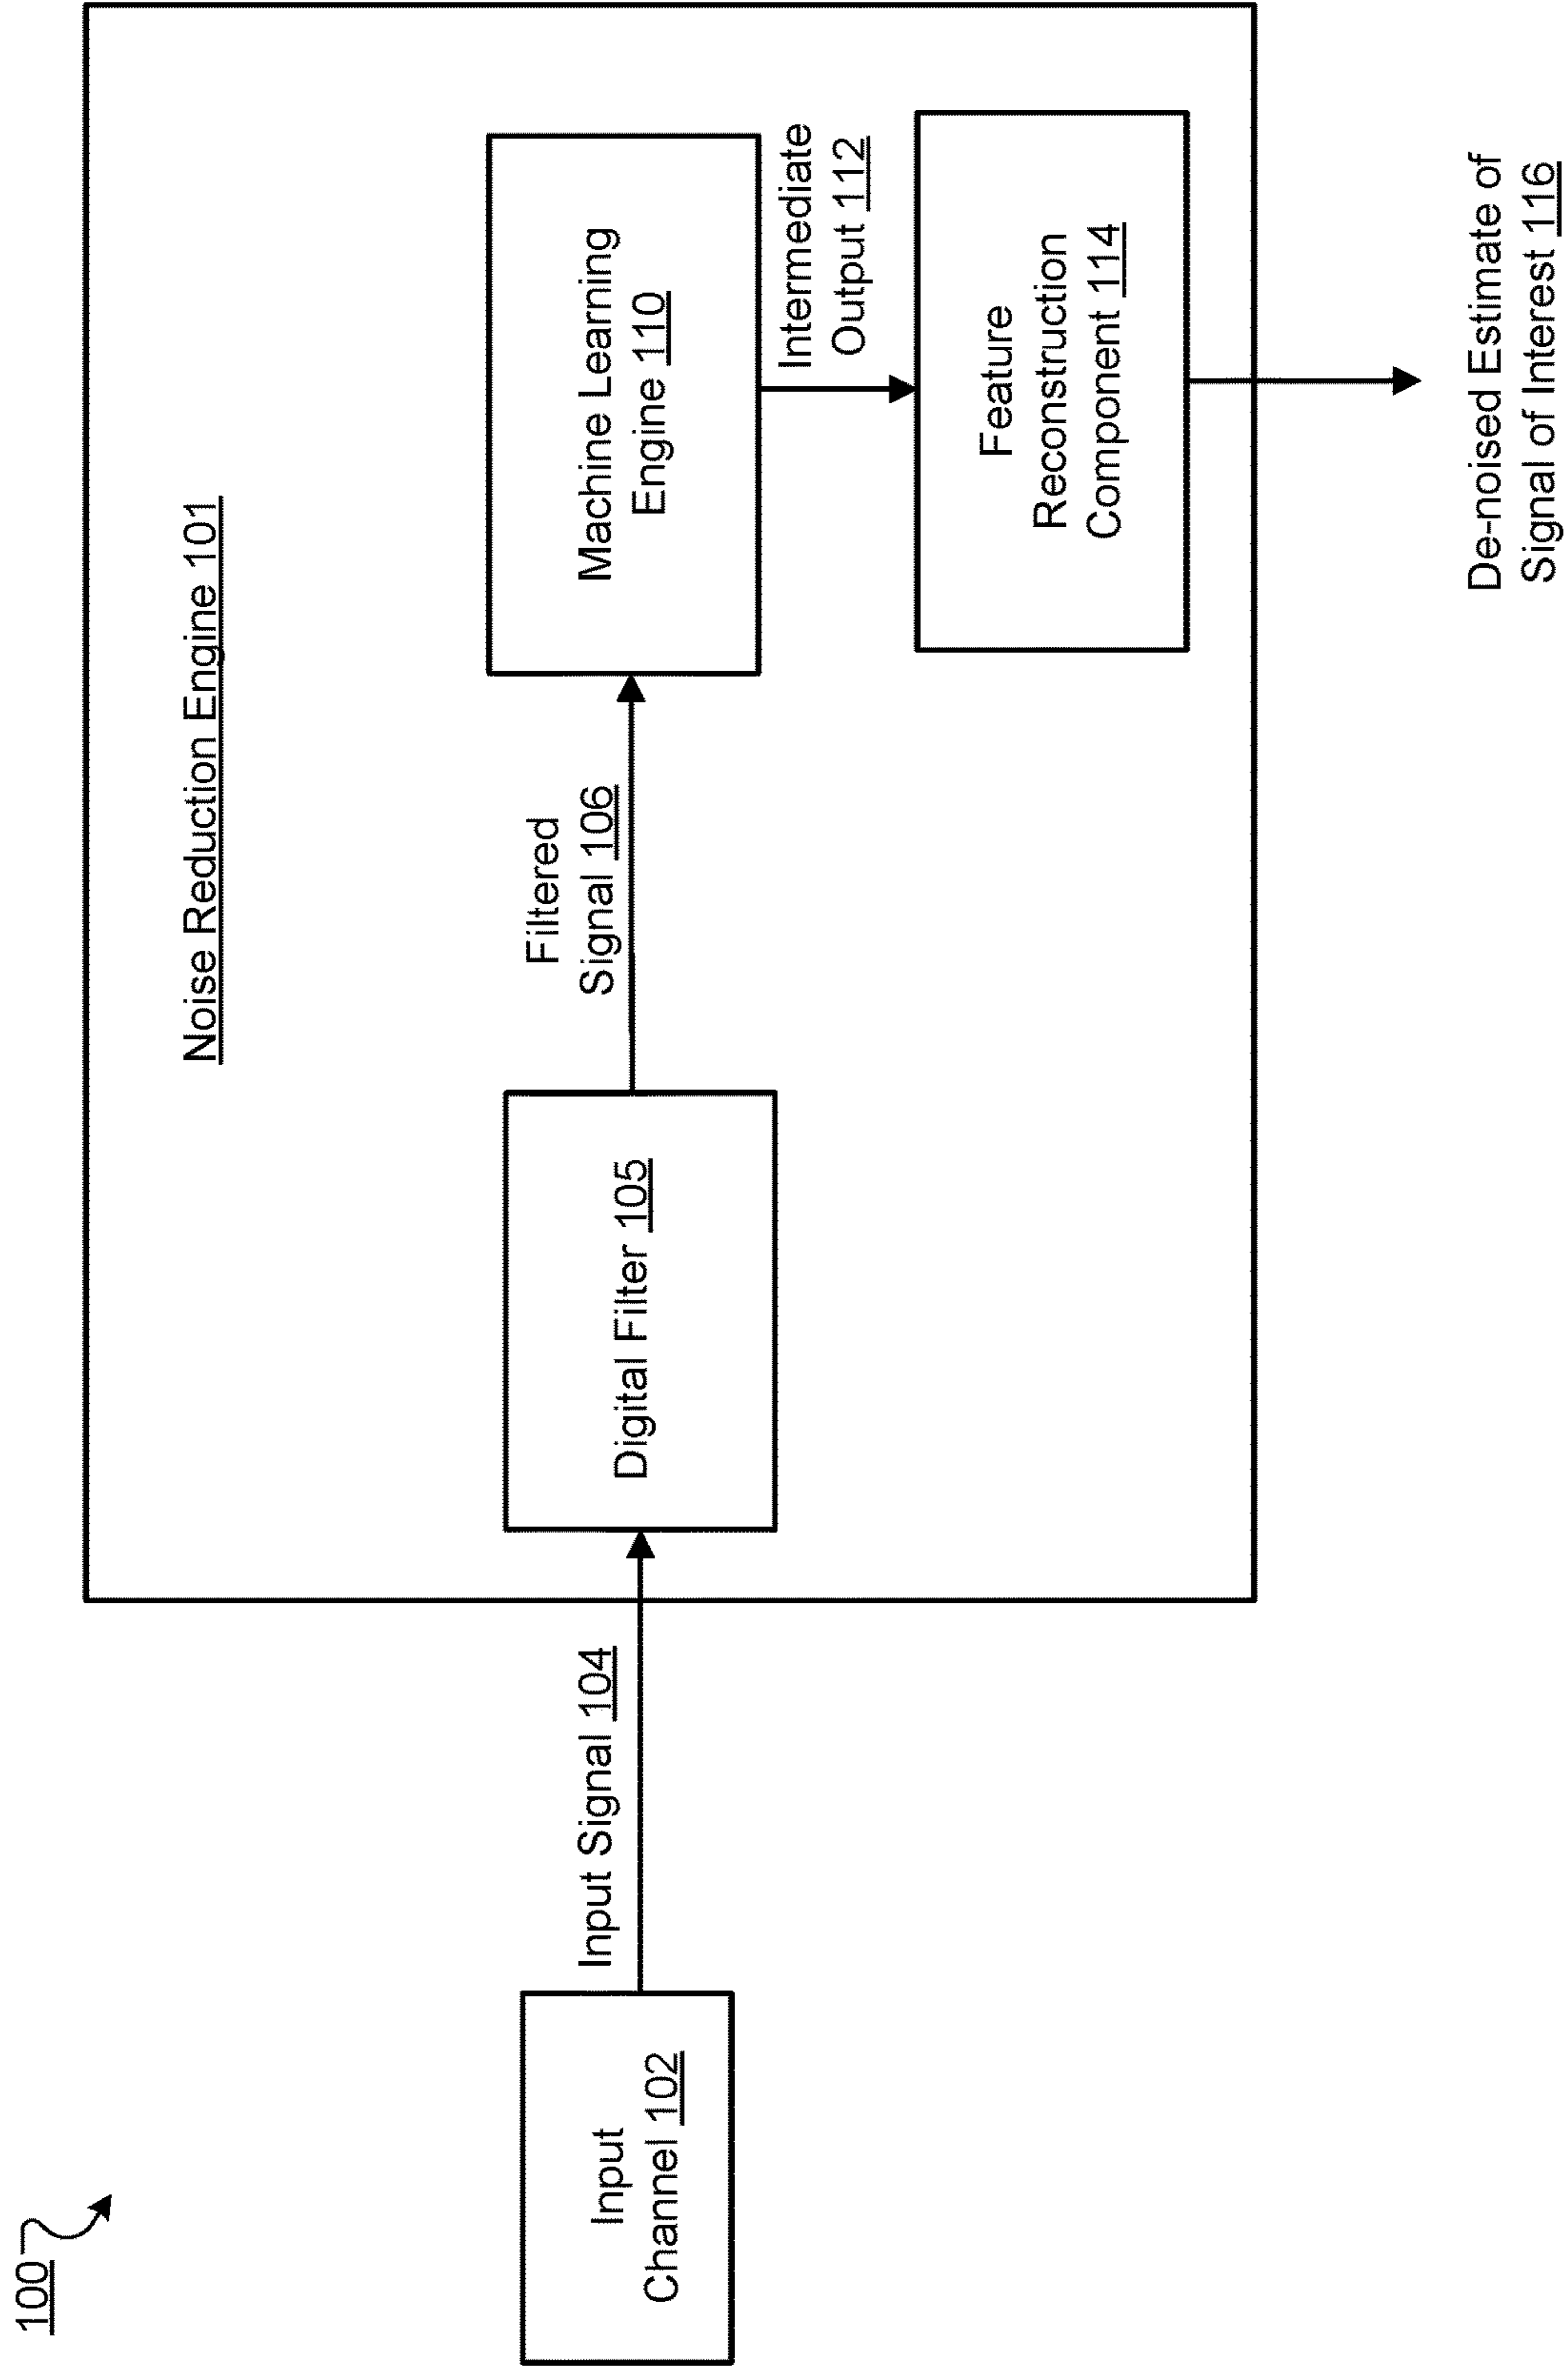 100
Noise Reduction Engine 101
Input
Channel 102
Input Signal 104
Digital Filter 105
Filtered
Signal 106
Machine Learning
Engine 110
Intermediate
Output 112
Feature
Reconstruction
Component 114
De-noised Estimate of
Signal of Interest 116